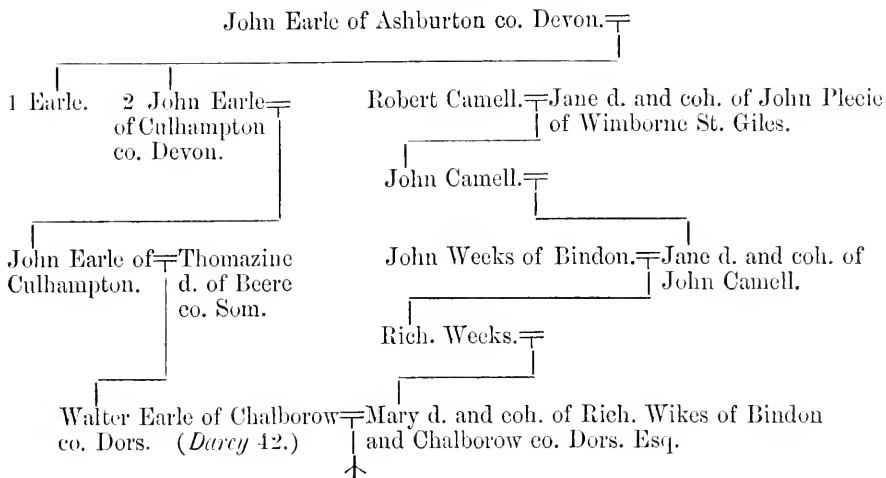 John Earle of Ashburton co. Devon.
1 Earle.
2 John Earle
of Culhampton
co. Devon.
Robert Camell.
Jane d. and coh. of John Plecie
of Wimborne St. Giles.
John Camell.
John Earle of
Culhampton.
Thomazine
d. of Beere
co. Som.
John Weeks of Bindon.
Jane d. and coh. of
John Camell.
Rich. Weeks.
Walter Earle of Chalborow
co. Dors. (Darcy 42.)
Mary d. and coh. of Rich. Wikes of Bindon
and Chalborow co. Dors. Esq.